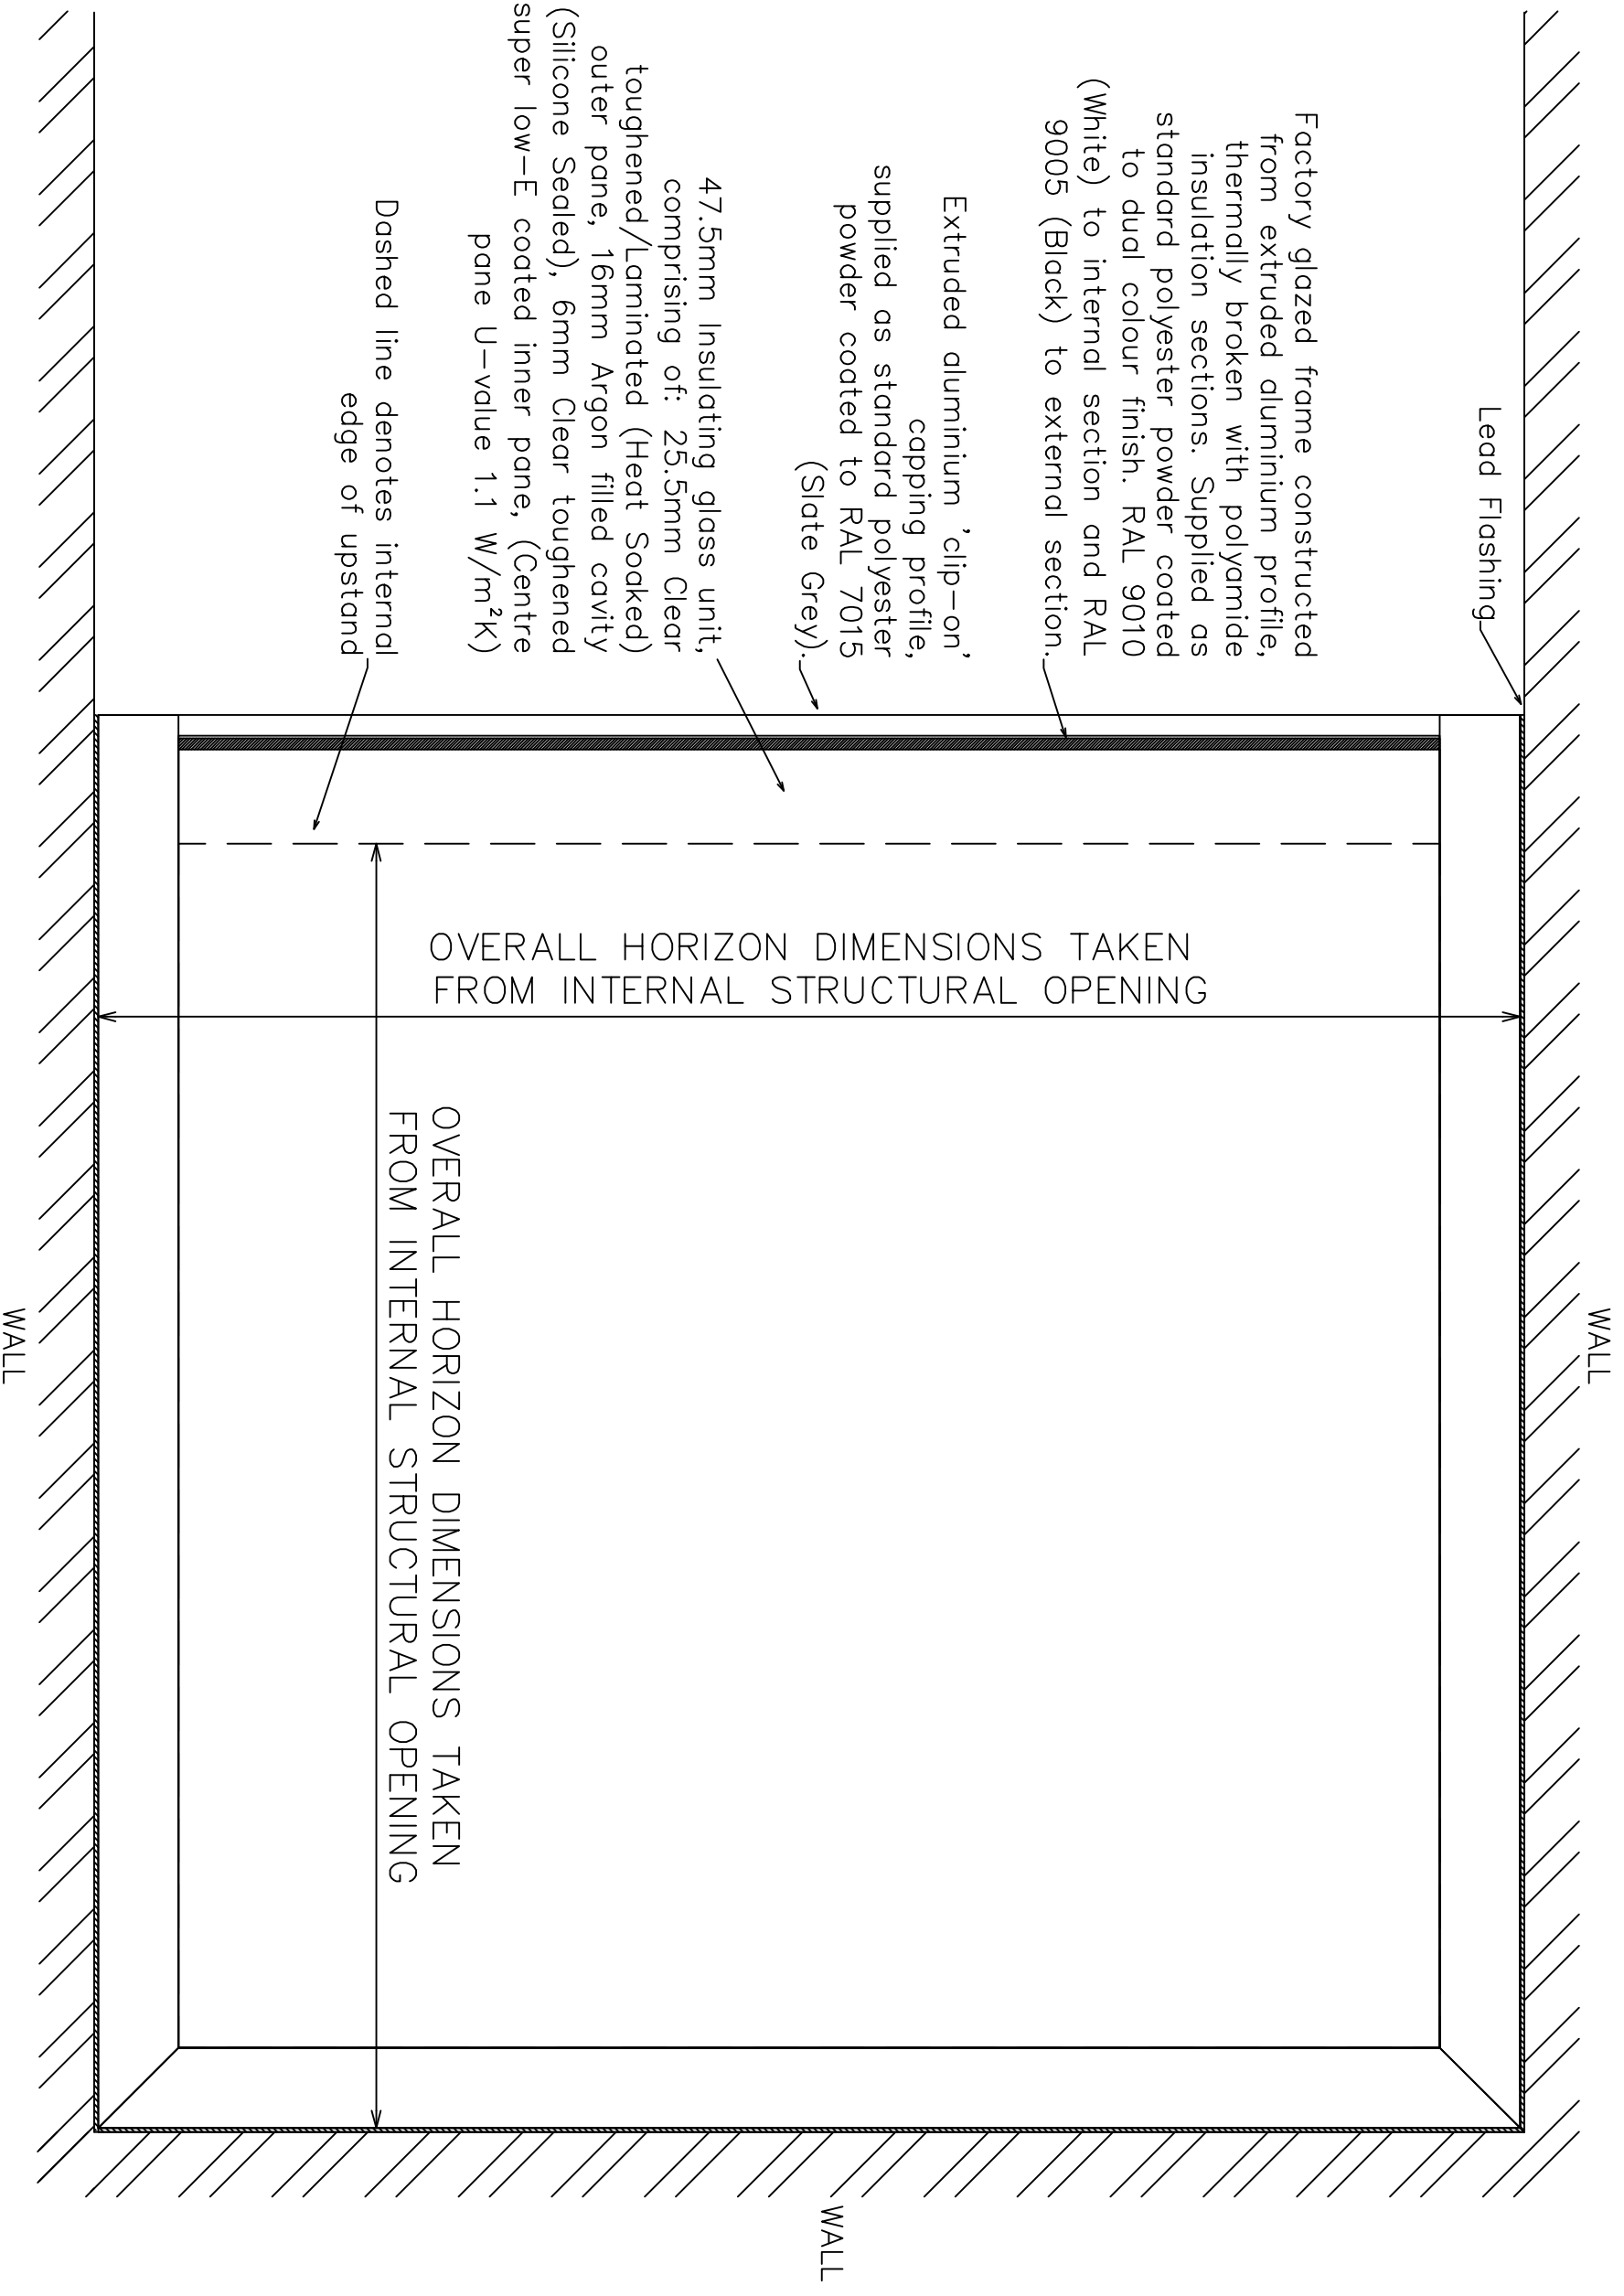 Lead Flashing
Factory glazed frame constructed
from extruded aluminium profile,
thermally broken with polyamide
insulation sections. Supplied as
standard polyester powder coated
to dual colour finish. RAL 9010
(White) to internal section and RAL
9005 (Black) to external section.
Extruded aluminium 'clip-on'
capping profile,
supplied as standard polyester
powder coated to RAL 7015
(Slate Grey).
47.5mm Insulating glass unit,
comprising of: 25.5mm Clear
toughened/Laminated (Heat Soaked)
outer pane, 16mm Argon filled cavity
(Silicone Sealed), 6mm Clear toughened
super low-E coated inner pane, (Centre
pane U-value 1.1 W/m²K)
Dashed line denotes internal
edge of upstand
OVERALL HORIZON DIMENSIONS TAKEN
FROM INTERNAL STRUCTURAL OPENING
OVERALL HORIZON DIMENSIONS TAKEN
FROM INTERNAL STRUCTURAL OPENING
WALL
WALL
WALL